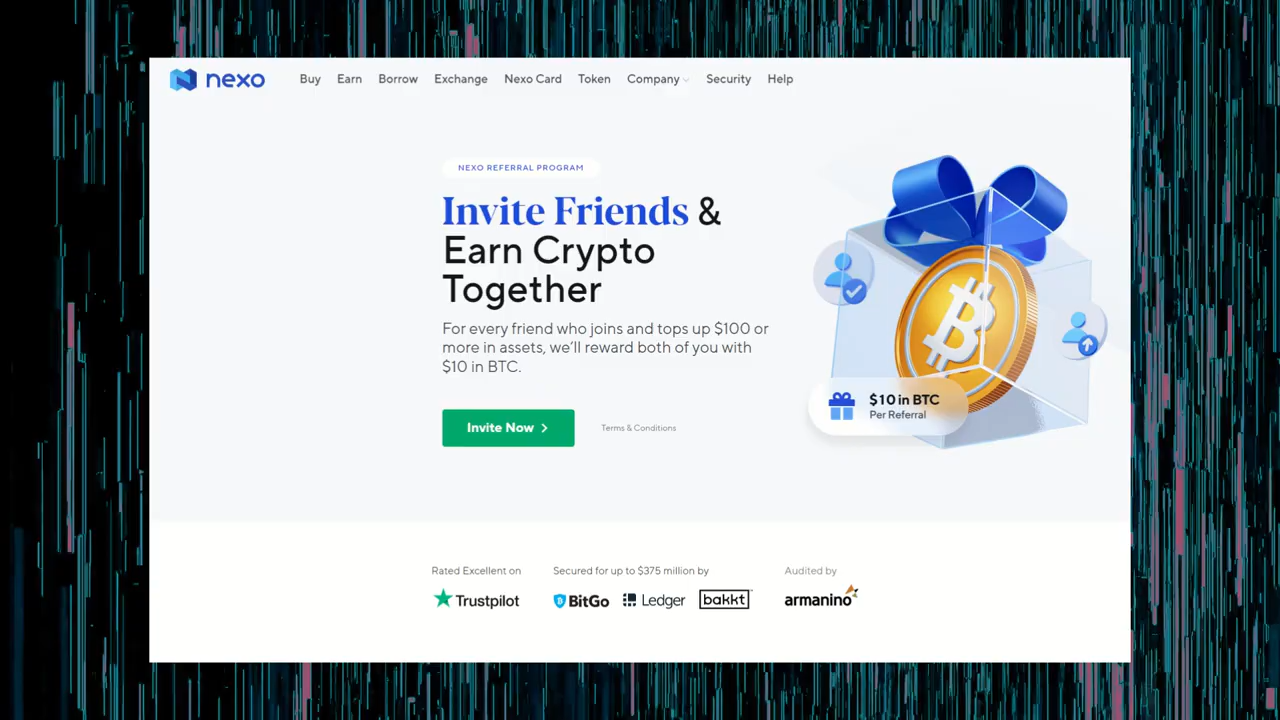 nexo
Buy Earn Borrow Exchange Nexo Card Token Company Security Help
NEXO REFERRAL PROGRAM
Invite Friends &
Earn Crypto
Together
For every friend who joins and tops up $100 or
more in assets, we’ll reward both of you with
$10 in BTC.
Invite Now
Terms & Conditions
$10 in BTC
Per Referral
Rated Excellent on
Trustpilot
Secured for up to $375 million by
BitGo Ledger bakkt
Audited by
armanino